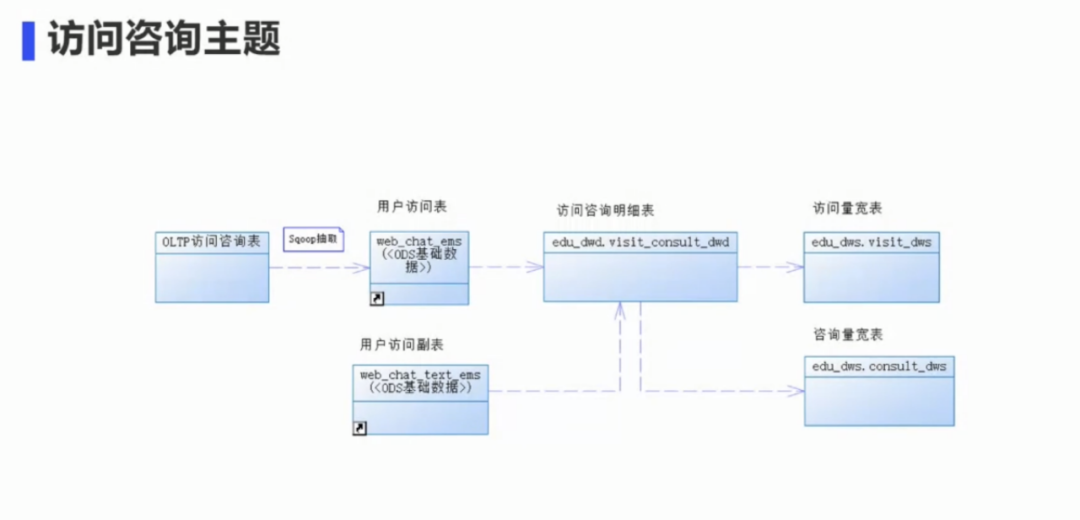 访问咨询主题
用户访问表
访问咨询明细表
访问量宽表
OLTP访问咨询表
Sqoop抽取
web_chat_ems
(<ODS基础数
据>)
edu_dwd.visit_consult_dwd
edu_dws.visit_dws
用户访问副表
咨询量宽表
web_chat_text_ems
(<ODS基础数据>)
edu_dws.consult_dws